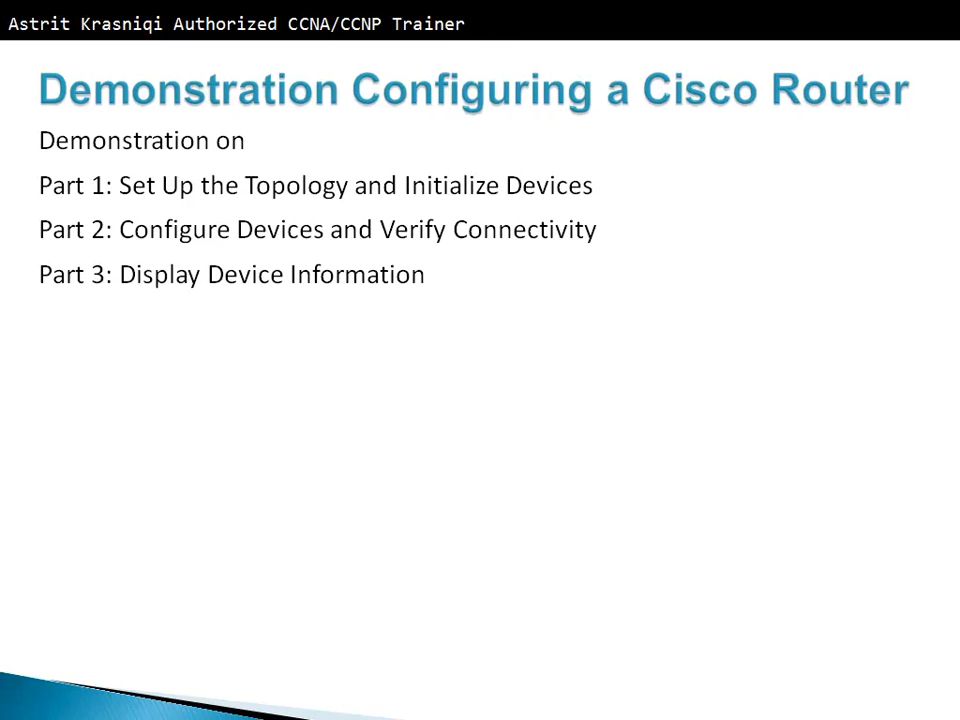 Astrit Krasniqi Authorized CCNA/CCNP Trainer
Demonstration Configuring a Cisco Router
Demonstration on
Part 1: Set Up the Topology and Initialize Devices
Part 2: Configure Devices and Verify Connectivity
Part 3: Display Device Information